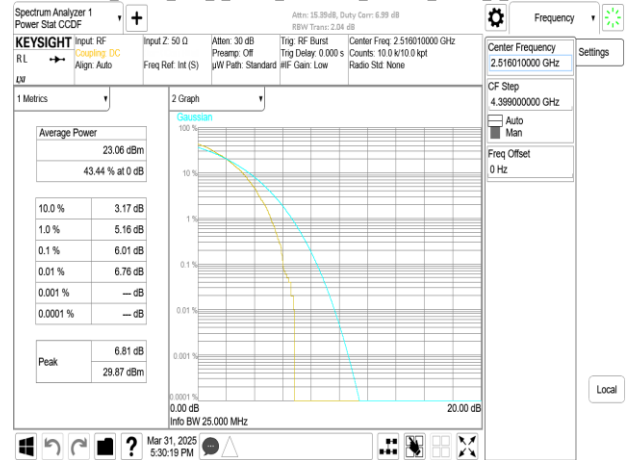 Spectrum Analyzer 1
Power Stat CCDF
Attn: 15.39dB, Duty Corr: 6.99 dB
RBW Trans: 2.04 dB
Frequency
KEYSIGHT
RL
LXI
Input: RF
Coupling: DC
Align: Auto
Input Z: 50 Ω
Freq Ref: Int (S)
Atten: 30 dB
Preamp: Off
µW Path: Standard
Trig: RF Burst
Trig Delay: 0.000 s
#IF Gain: Low
Center Freq: 2.516010000 GHz
Counts: 10.0 k/10.0 kpt
Radio Std: None
Center Frequency
2.516010000 GHz
Settings
CF Step
4.399000000 GHz
Auto
Man
Freq Offset
0 Hz
1 Metrics
Average Power
23.06 dBm
43.44 % at 0 dB
10.0 % 3.17 dB
1.0 % 5.16 dB
0.1 % 6.01 dB
0.01 % 6.76 dB
0.001 % --- dB
0.0001 % --- dB
Peak
6.81 dB
29.87 dBm
2 Graph
Gaussian
100 %
10 %
1 %
0.1 %
0.01 %
0.001 %
0.0001 %
0.00 dB 20.00 dB
Info BW 25.000 MHz
Local
Mar 31, 2025
5:30:19 PM